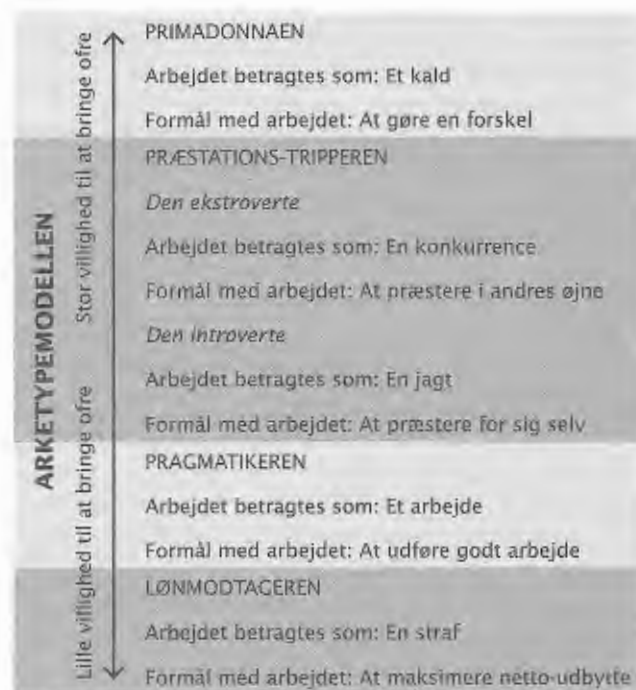 ARKETYPEMODELLEN
Stor villighed til at bringe ofre
Lille villighed til at bringe ofre
PRIMADONNAEN
Arbejdet betragtes som: Et kald
Formål med arbejdet: At gøre en forskel
PRÆSTATIONS-TRIPPEREN
Den ekstroverte
Arbejdet betragtes som: En konkurrence
Formål med arbejdet: At præstere i andres øjne
Den introverte
Arbejdet betragtes som: En jagt
Formål med arbejdet: At præstere for sig selv
PRAGMATIKEREN
Arbejdet betragtes som: Et arbejde
Formål med arbejdet: At udføre godt arbejde
LØNMODTAGEREN
Arbejdet betragtes som: En straf
Formål med arbejdet: At maksimere netto-udbytte